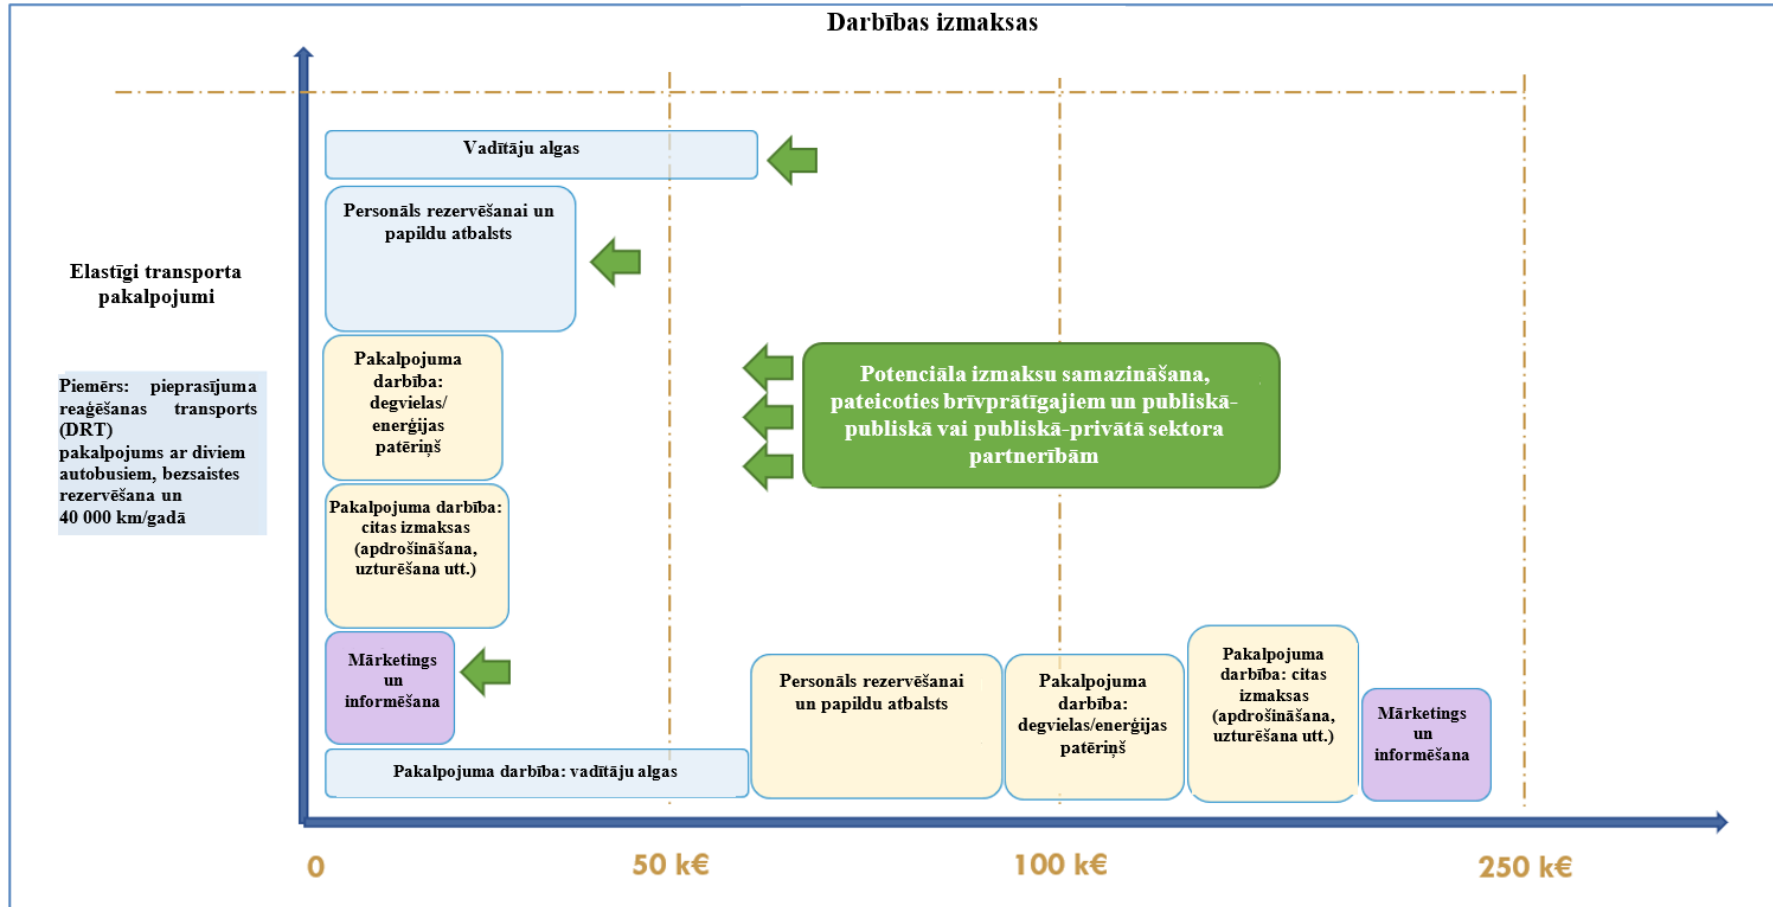 Darbības izmaksas
Vadītāju algas
Personāls rezervēšanai un
papildu atbalsts
Elastīgi transporta
pakalpojumi
Piemērs: pieprasījuma
reaģēšanas transports
(DRT)
pakalpojums ar diviem
autobusiem, bezsaistes
rezervēšana un
40 000 km/gadā
Pakalpojuma
darbība:
degvielas/
enerģijas
patēriņš
Potenciāla izmaksu samazināšana,
pateicoties brīvprātīgajiem un publiskā-
publiskā vai publiskā-privātā sektora
partnerībām
Pakalpojuma darbība:
citas izmaksas
(apdrošināšana,
uzturēšana utt.)
Mārketings
un
informēšana
Pakalpojuma darbība: vadītāju algas
Personāls rezervēšanai
un papildu atbalsts
Pakalpojuma
darbība:
degvielas/enerģijas
patēriņš
Pakalpojuma
darbība: citas
izmaksas
(apdrošināšana,
uzturēšana utt.)
Mārketings
un
informēšana
0
50 k€
100 k€
250 k€